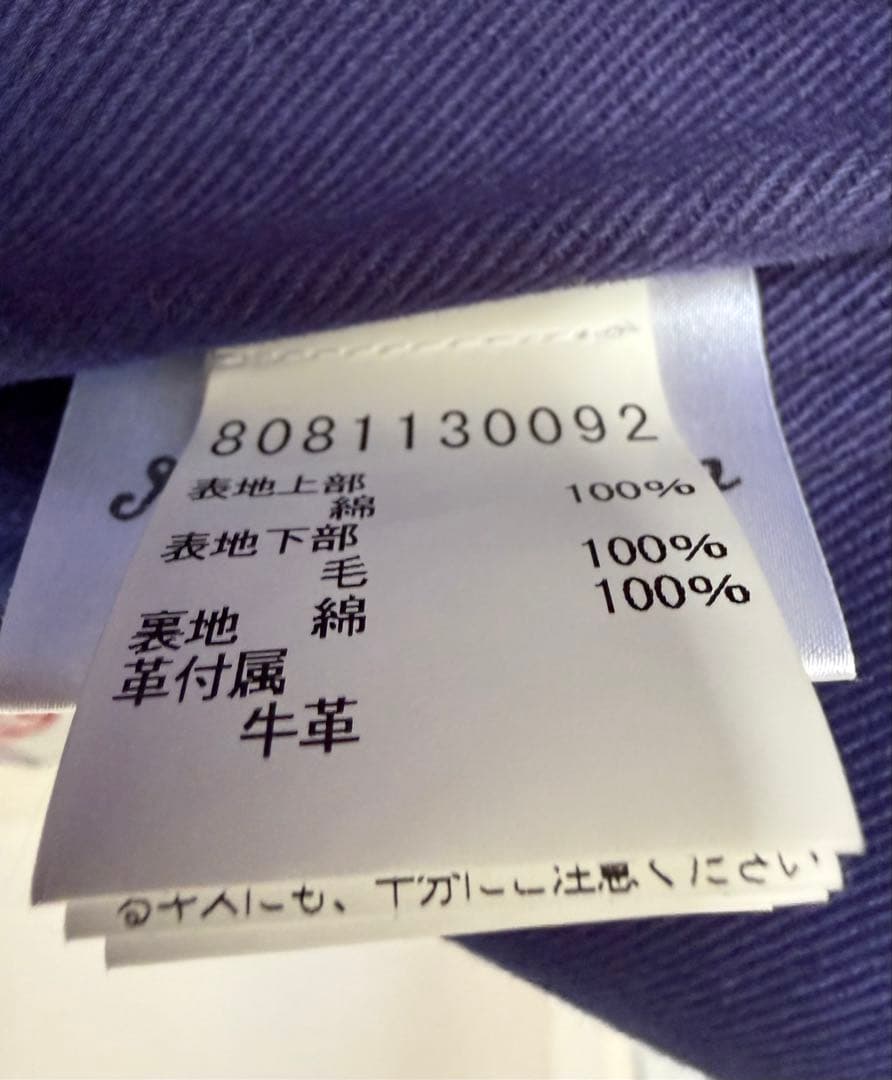 8081130092
表地上部
綿 100%
表地下部
毛 100%
裏地 綿 100%
革付属
牛革